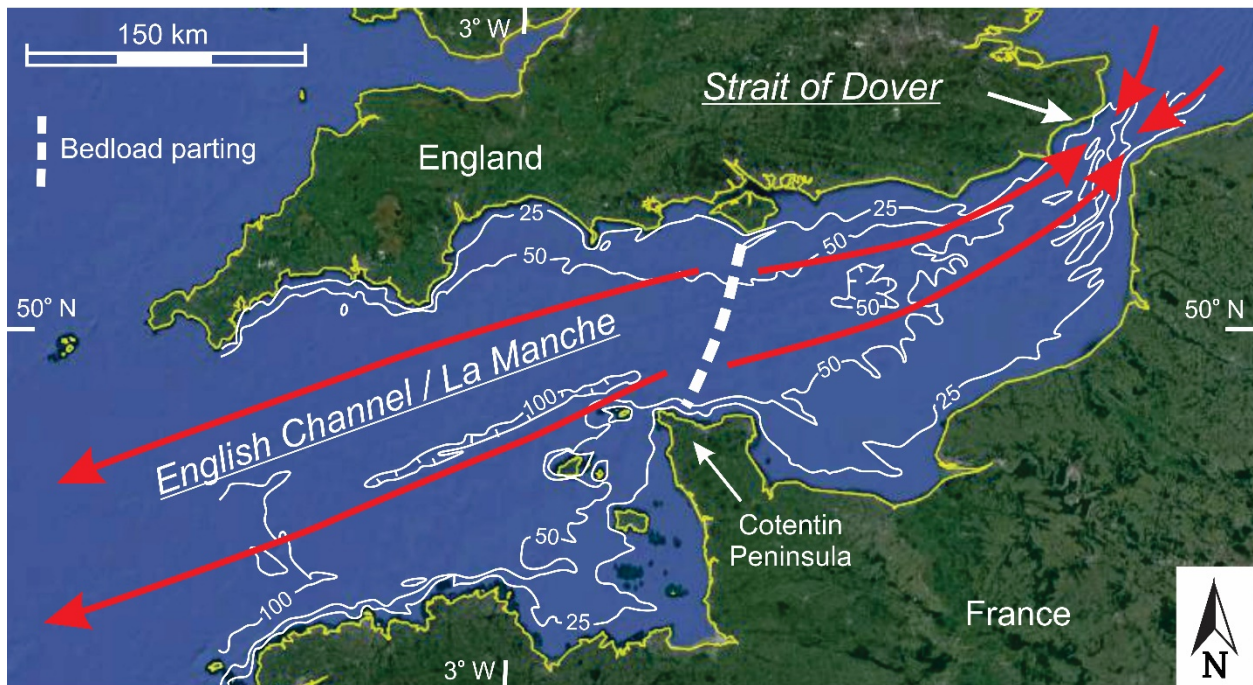 150 km
3° W
Strait of Dover
Bedload parting
England
25
25
50
50
50° N
50
50° N
English Channel / La Manche
50
100
25
50
Cotentin
Peninsula
100
25
France
3° W
N